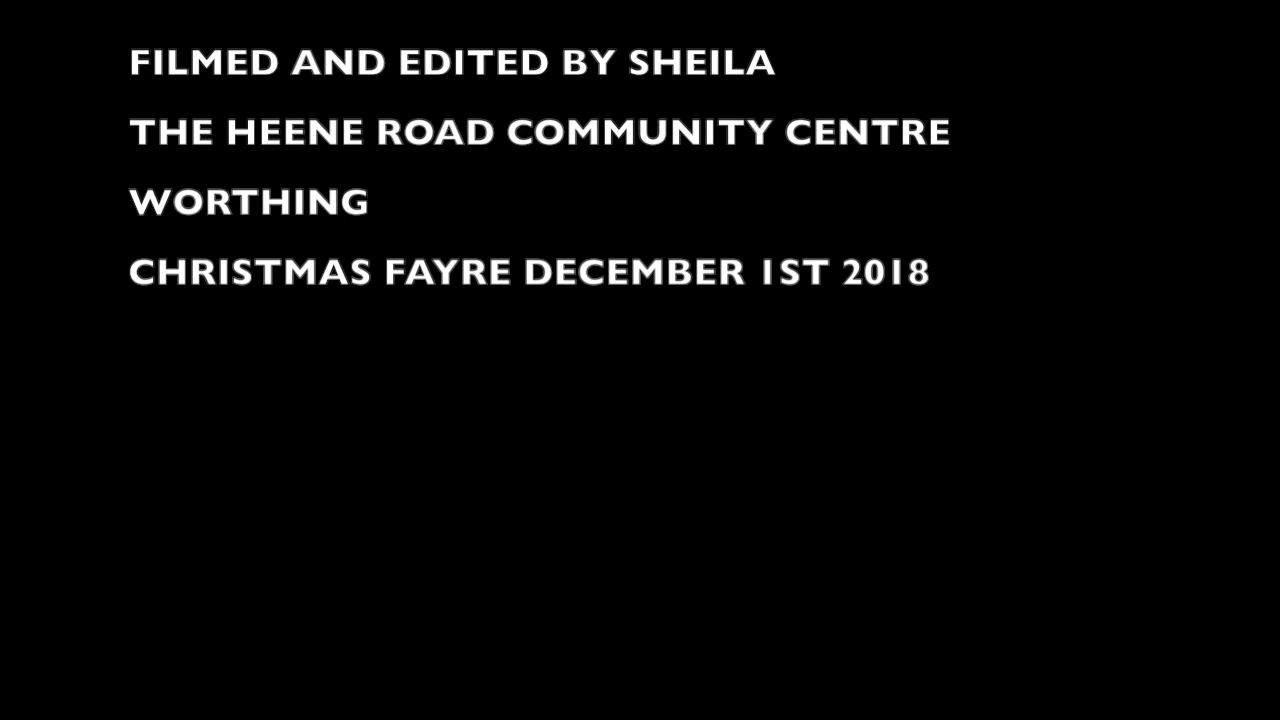 FILMED AND EDITED BY SHEILA
THE HEENE ROAD COMMUNITY CENTRE
WORTHING
CHRISTMAS FAYRE DECEMBER 1ST 2018